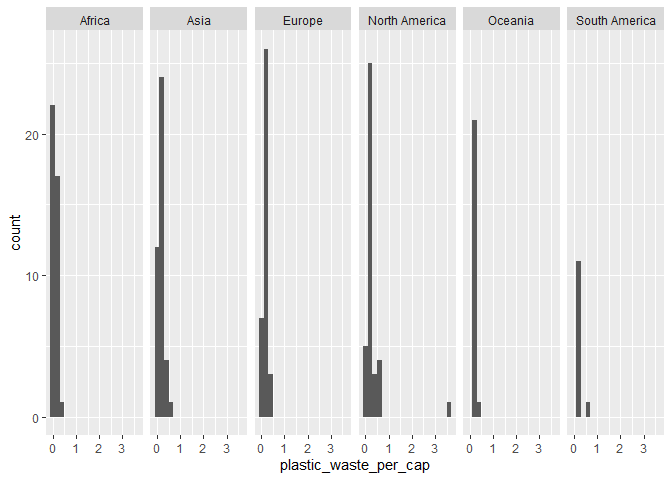 Africa Asia Europe North America Oceania South America
count
20
10
0
0 1 2 3 0 1 2 3 0 1 2 3 0 1 2 3 0 1 2 3 0 1 2 3
plastic_waste_per_cap